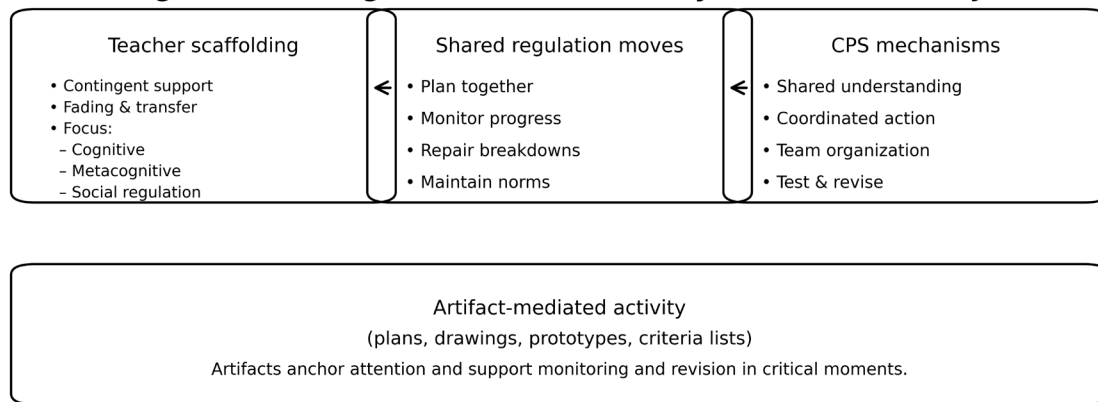 Teacher scaffolding
• Contingent support
• Fading & transfer
• Focus:
– Cognitive
– Metacognitive
– Social regulation
Shared regulation moves
• Plan together
• Monitor progress
• Repair breakdowns
• Maintain norms
CPS mechanisms
• Shared understanding
• Coordinated action
• Team organization
• Test & revise
Artifact-mediated activity
(plans, drawings, prototypes, criteria lists)
Artifacts anchor attention and support monitoring and revision in critical moments.